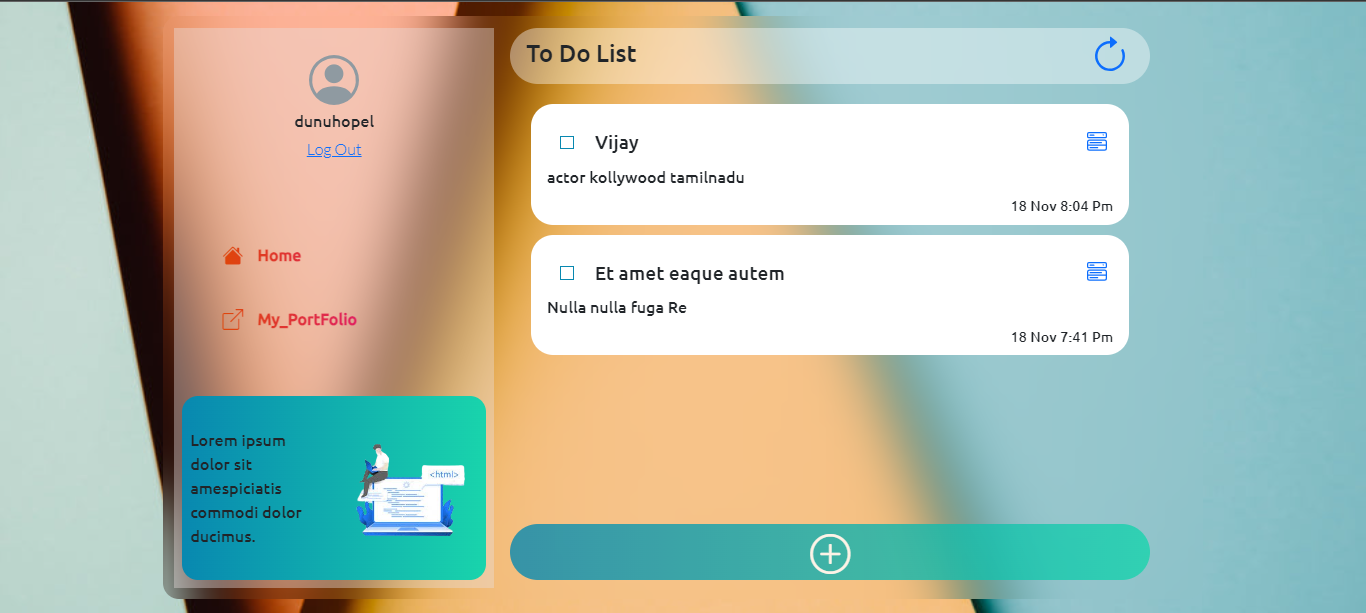 dunuhopel
Log Out
Home
My_PortFolio
Lorem ipsum
dolor sit
amespiciatis
commodi dolor
ducimus.
<html>
To Do List
Vijay
actor kollywood tamilnadu
18 Nov 8:04 Pm
Et amet eaque autem
Nulla nulla fuga Re
18 Nov 7:41 Pm